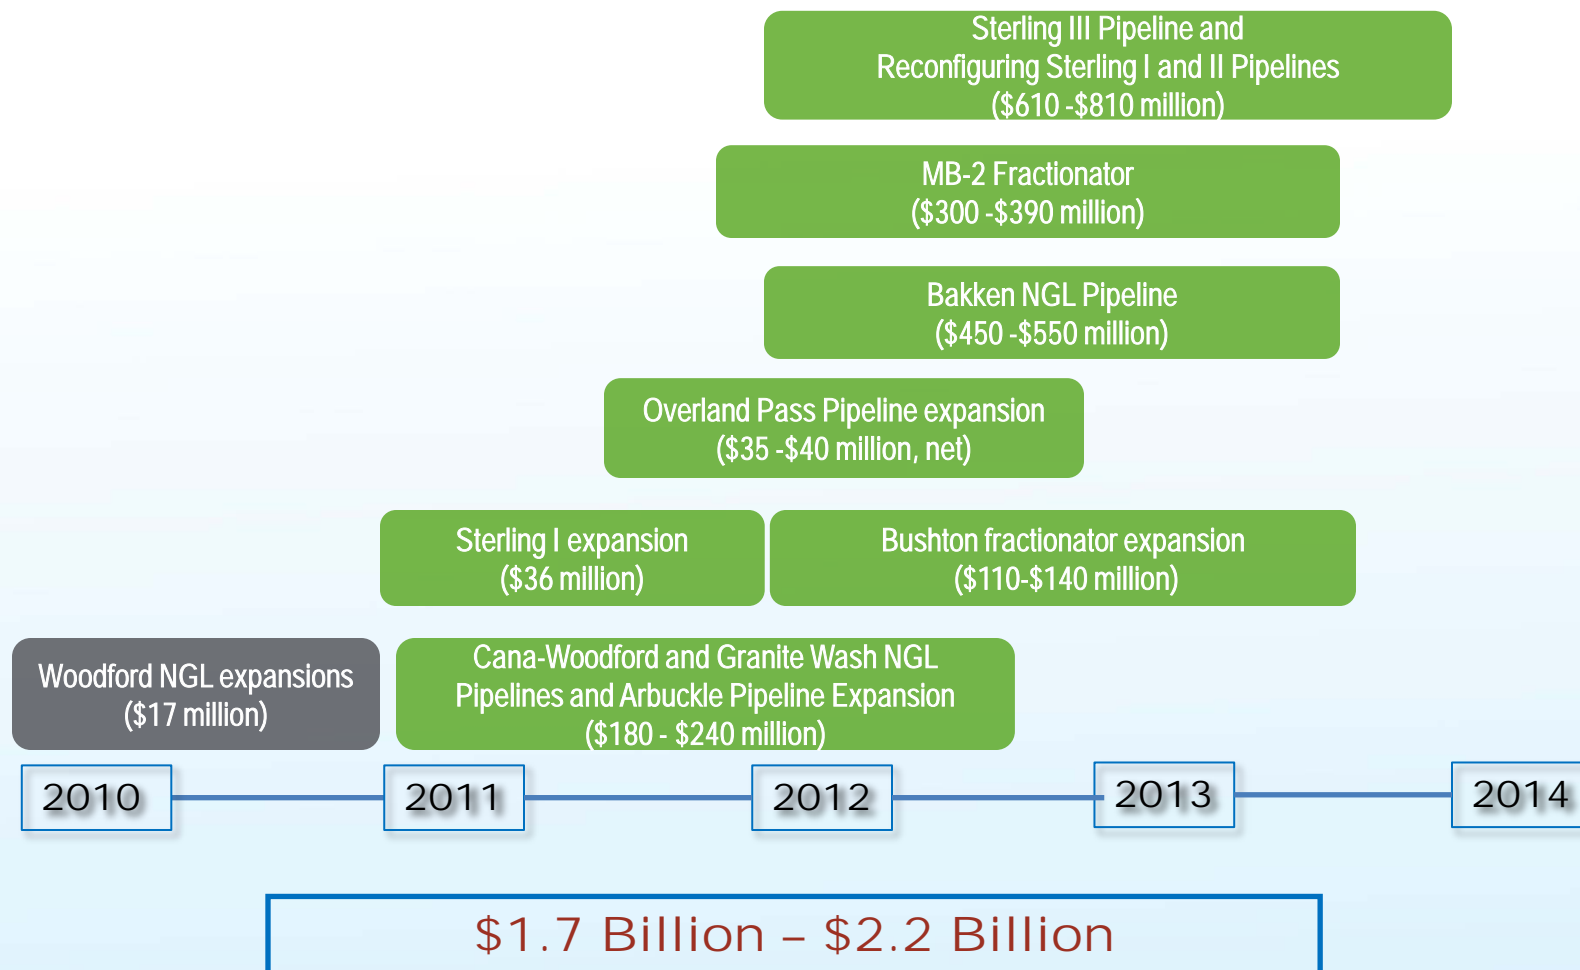 Sterling III Pipeline and
Reconfiguring Sterling I and II Pipelines
($610 -$810 million)
MB-2 Fractionator
($300 -$390 million)
Bakken NGL Pipeline
($450 -$550 million)
Overland Pass Pipeline expansion
($35 -$40 million, net)
Sterling I expansion
($36 million)
Bushton fractionator expansion
($110-$140 million)
Woodford NGL expansions
($17 million)
Cana-Woodford and Granite Wash NGL
Pipelines and Arbuckle Pipeline Expansion
($180 - $240 million)
2010
2011
2012
2013
2014
$1.7 Billion – $2.2 Billion